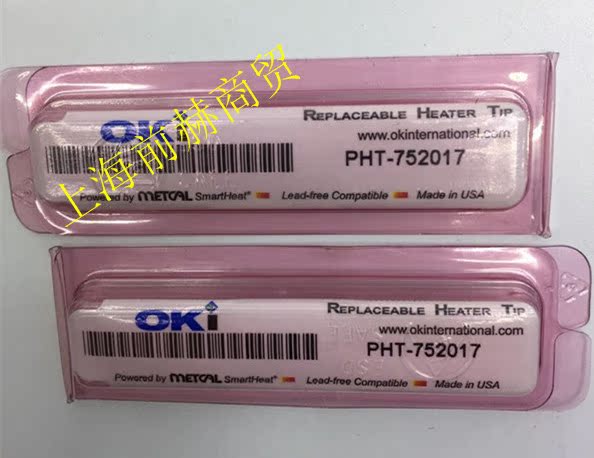 上海前赫商贸
OKi
REPLACEABLE HEATER TIP
www.okinternational.com
PHT-752017
Powered by METCAL SmartHeat® Lead-free Compatible Made in USA
OKi
REPLACEABLE HEATER TIP
www.okinternational.com
PHT-752017
Powered by METCAL SmartHeat® Lead-free Compatible Made in USA